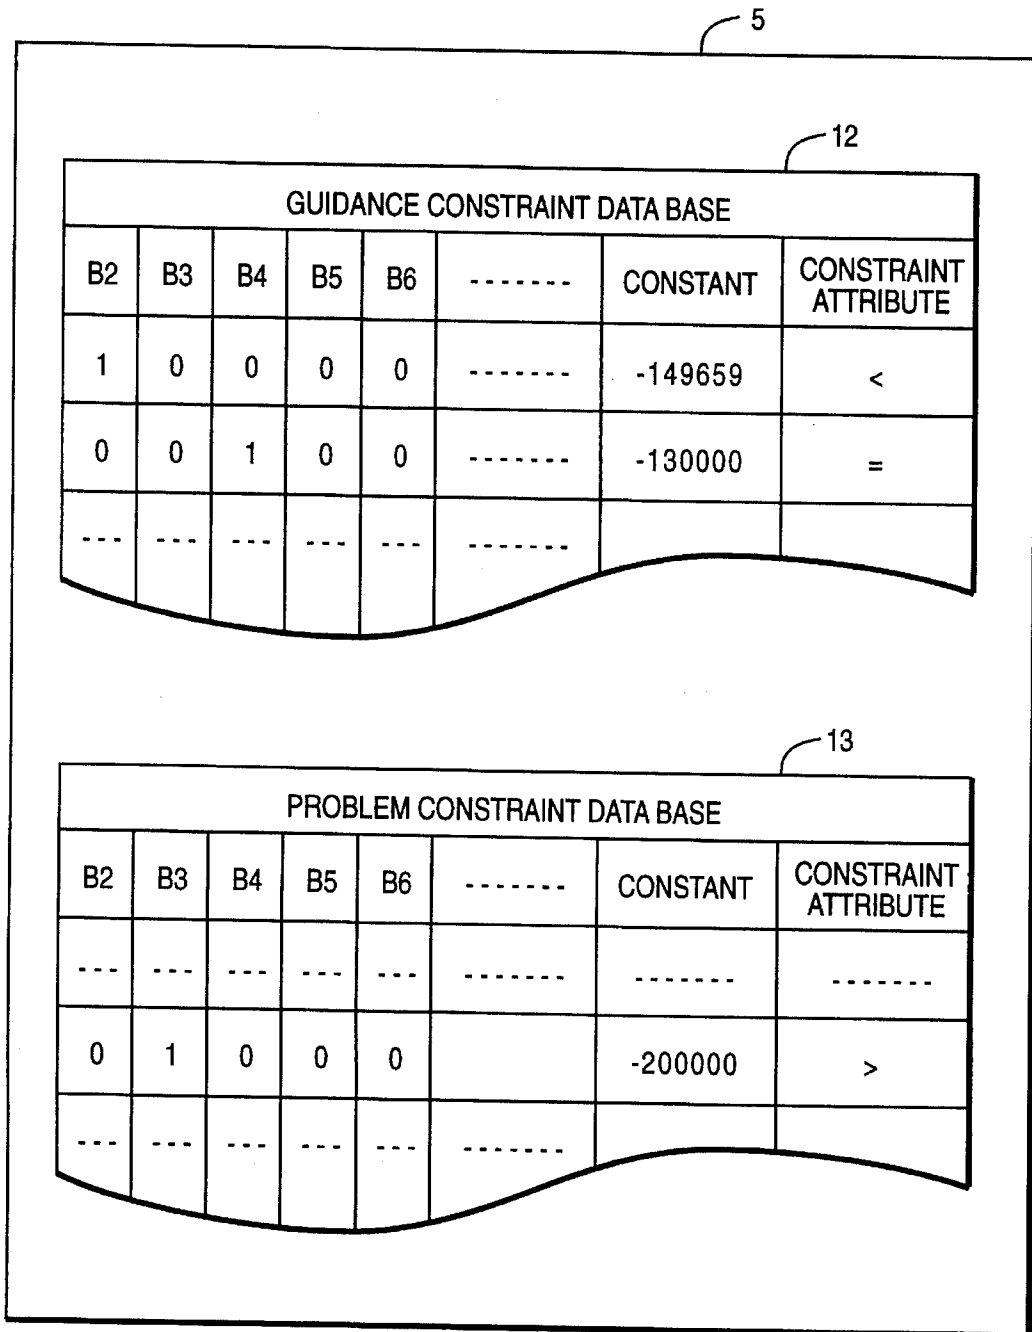 5
12
GUIDANCE CONSTRAINT DATA BASE
B2 B3 B4 B5 B6 ------- CONSTANT CONSTRAINT ATTRIBUTE
1 0 0 0 0 ------- -149659 <
0 0 1 0 0 ------- -130000 =
--- --- --- --- --- -------
13
PROBLEM CONSTRAINT DATA BASE
B2 B3 B4 B5 B6 ------- CONSTANT CONSTRAINT ATTRIBUTE
--- --- --- --- --- ------- ------- -------
0 1 0 0 0 -200000 >
--- --- --- --- --- -------